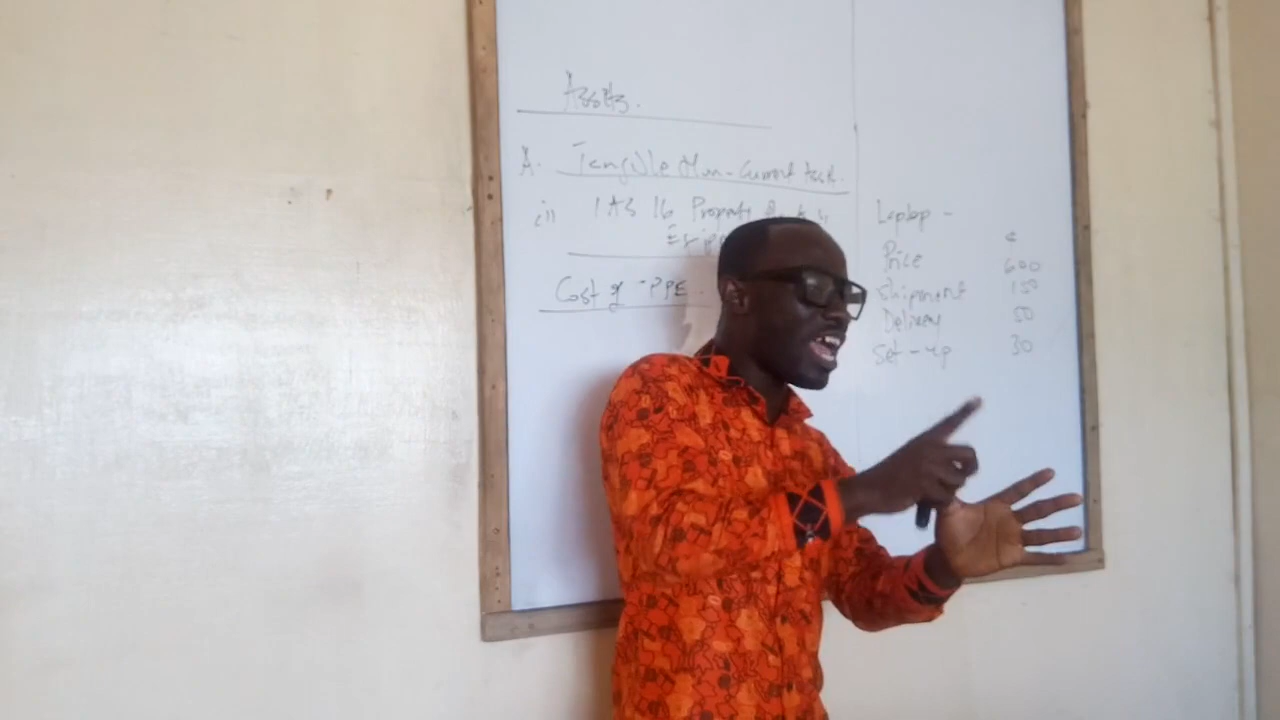 Assets.
A. Tangible Non-Current Asset.
IAS 16 Property
Cost of PPE
Laptop -
Price 600
Shipment 150
Delivery 50
Set-up 30